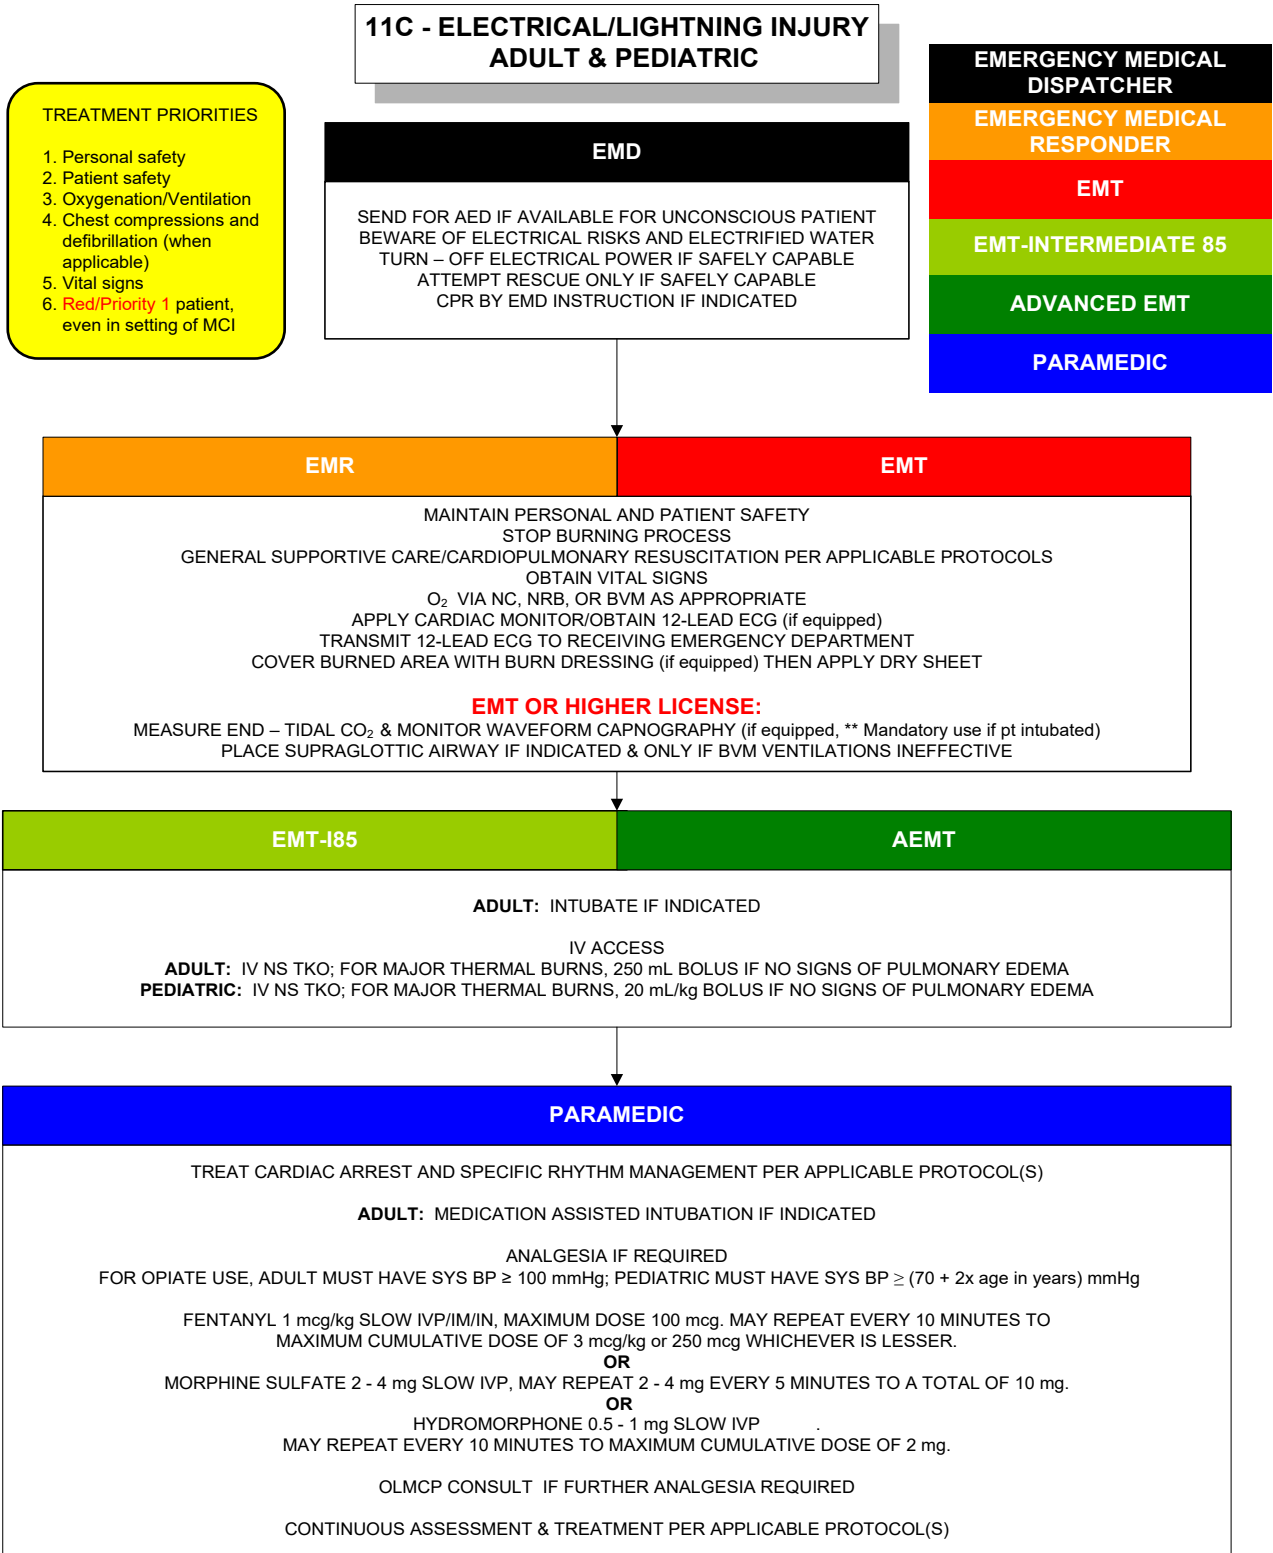 11C - ELECTRICAL/LIGHTNING INJURY
ADULT & PEDIATRIC
TREATMENT PRIORITIES
1. Personal safety
2. Patient safety
3. Oxygenation/Ventilation
4. Chest compressions and
defibrillation (when
applicable)
5. Vital signs
6. Red/Priority 1 patient,
even in setting of MCI
EMERGENCY MEDICAL
DISPATCHER
EMERGENCY MEDICAL
RESPONDER
EMT
EMT-INTERMEDIATE 85
ADVANCED EMT
PARAMEDIC
EMD
SEND FOR AED IF AVAILABLE FOR UNCONSCIOUS PATIENT
BEWARE OF ELECTRICAL RISKS AND ELECTRIFIED WATER
TURN – OFF ELECTRICAL POWER IF SAFELY CAPABLE
ATTEMPT RESCUE ONLY IF SAFELY CAPABLE
CPR BY EMD INSTRUCTION IF INDICATED
EMR
EMT
MAINTAIN PERSONAL AND PATIENT SAFETY
STOP BURNING PROCESS
GENERAL SUPPORTIVE CARE/CARDIOPULMONARY RESUSCITATION PER APPLICABLE PROTOCOLS
OBTAIN VITAL SIGNS
O₂ VIA NC, NRB, OR BVM AS APPROPRIATE
APPLY CARDIAC MONITOR/OBTAIN 12-LEAD ECG (if equipped)
TRANSMIT 12-LEAD ECG TO RECEIVING EMERGENCY DEPARTMENT
COVER BURNED AREA WITH BURN DRESSING (if equipped) THEN APPLY DRY SHEET
EMT OR HIGHER LICENSE:
MEASURE END – TIDAL CO₂ & MONITOR WAVEFORM CAPNOGRAPHY (if equipped, ** Mandatory use if pt intubated)
PLACE SUPRAGLOTTIC AIRWAY IF INDICATED & ONLY IF BVM VENTILATIONS INEFFECTIVE
EMT-I85
AEMT
ADULT: INTUBATE IF INDICATED
IV ACCESS
ADULT: IV NS TKO; FOR MAJOR THERMAL BURNS, 250 mL BOLUS IF NO SIGNS OF PULMONARY EDEMA
PEDIATRIC: IV NS TKO; FOR MAJOR THERMAL BURNS, 20 mL/kg BOLUS IF NO SIGNS OF PULMONARY EDEMA
PARAMEDIC
TREAT CARDIAC ARREST AND SPECIFIC RHYTHM MANAGEMENT PER APPLICABLE PROTOCOL(S)
ADULT: MEDICATION ASSISTED INTUBATION IF INDICATED
ANALGESIA IF REQUIRED
FOR OPIATE USE, ADULT MUST HAVE SYS BP ≥ 100 mmHg; PEDIATRIC MUST HAVE SYS BP ≥ (70 + 2x age in years) mmHg
FENTANYL 1 mcg/kg SLOW IVP/IM/IN, MAXIMUM DOSE 100 mcg. MAY REPEAT EVERY 10 MINUTES TO
MAXIMUM CUMULATIVE DOSE OF 3 mcg/kg or 250 mcg WHICHEVER IS LESSER.
OR
MORPHINE SULFATE 2 - 4 mg SLOW IVP, MAY REPEAT 2 - 4 mg EVERY 5 MINUTES TO A TOTAL OF 10 mg.
OR
HYDROMORPHONE 0.5 - 1 mg SLOW IVP .
MAY REPEAT EVERY 10 MINUTES TO MAXIMUM CUMULATIVE DOSE OF 2 mg.
OLMCP CONSULT IF FURTHER ANALGESIA REQUIRED
CONTINUOUS ASSESSMENT & TREATMENT PER APPLICABLE PROTOCOL(S)